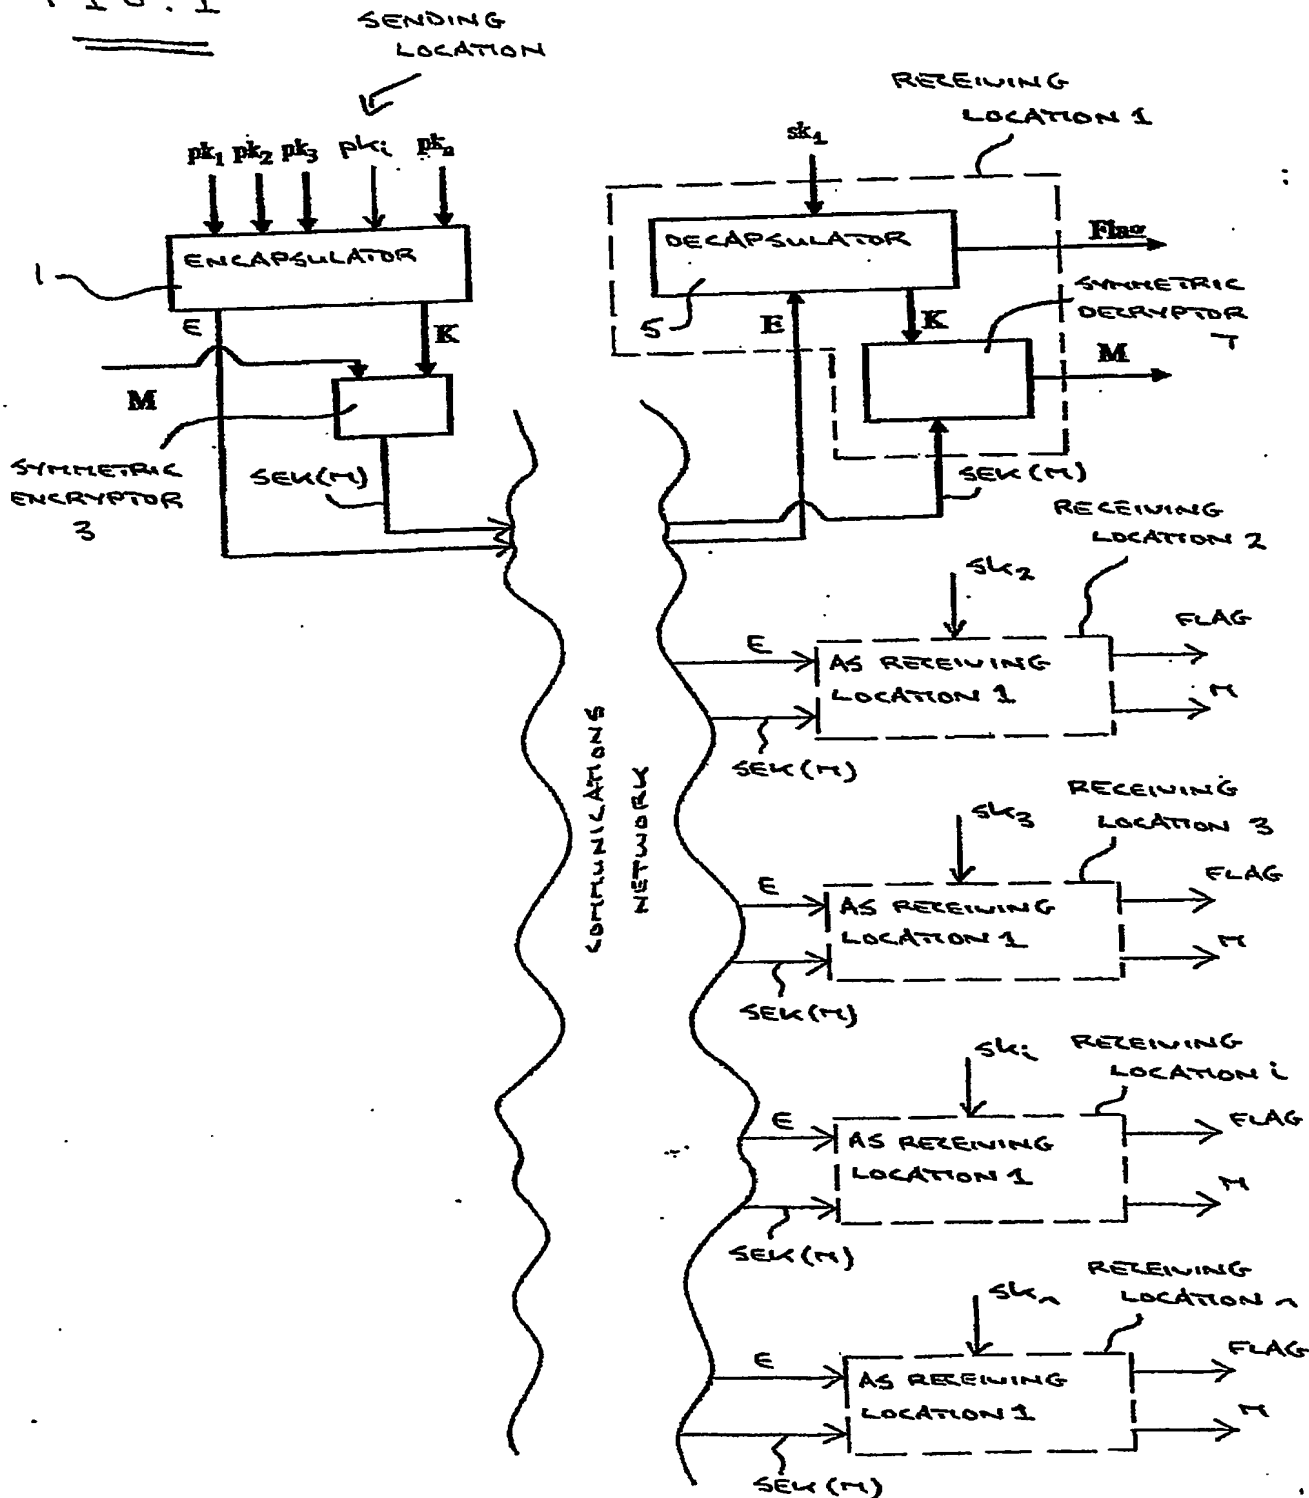 FIG. 1
SENDING
LOCATION
RECEIVING
LOCATION 1
pk1 pk2 pk3 pki pkn
sk1
ENCAPSULATOR
DECAPSULATOR
Flag
1
5
SYMMETRIC
DECRYPTOR
7
E
K
E
K
M
M
SYMMETRIC
ENCRYPTOR
3
SEK(M)
SEK(M)
RECEIVING
LOCATION 2
sk2
FLAG
E
AS RECEIVING
LOCATION 1
M
SEK(M)
COMMUNICATIONS
NETWORK
RECEIVING
LOCATION 3
sk3
FLAG
E
AS RECEIVING
LOCATION 1
M
SEK(M)
RECEIVING
LOCATION i
ski
FLAG
E
AS RECEIVING
LOCATION 1
M
SEK(M)
RECEIVING
LOCATION n
skn
FLAG
E
AS RECEIVING
LOCATION 1
M
SEK(M)